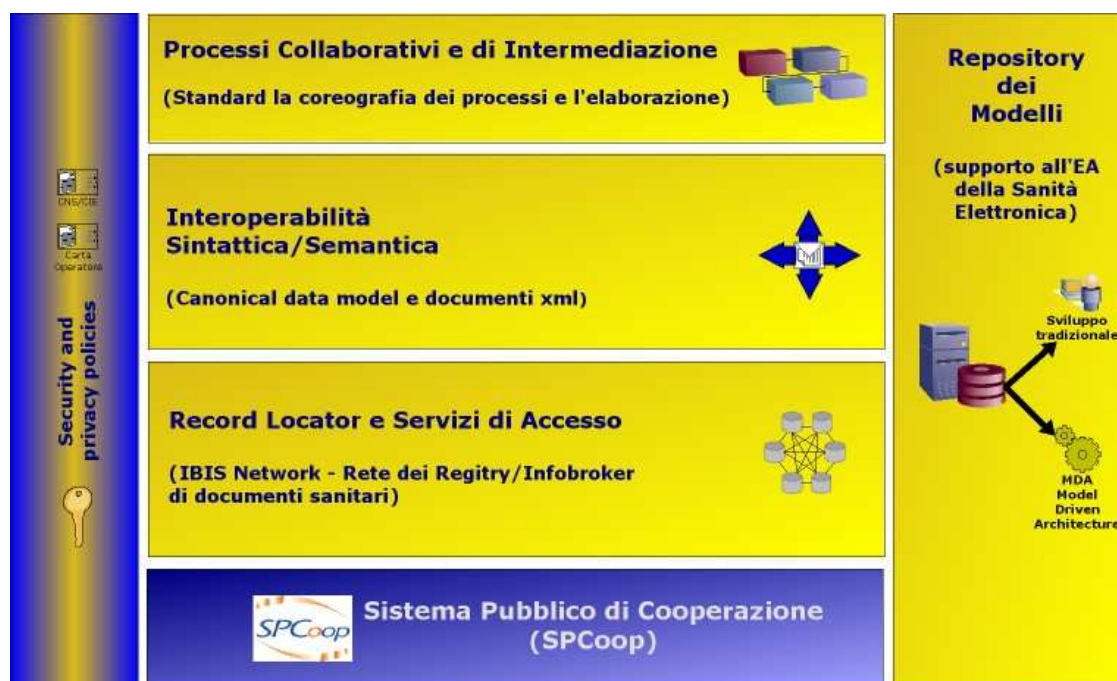 CNS/CIE
Carta
Operatore
Security and
privacy policies
Processi Collaborativi e di Intermediazione
(Standard la coreografia dei processi e l'elaborazione)
Interoperabilità
Sintattica/Semantica
(Canonical data model e documenti xml)
Record Locator e Servizi di Accesso
(IBIS Network - Rete dei Regitry/Infobroker
di documenti sanitari)
SPCoop
Sistema Pubblico di Cooperazione
(SPCoop)
Repository
dei
Modelli
(supporto all'EA
della Sanità
Elettronica)
Sviluppo
tradizionale
MDA
Model
Driven
Architecture